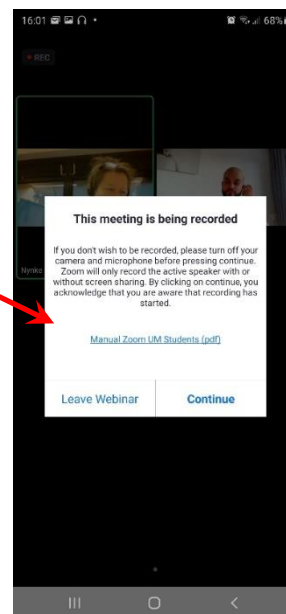 16:01 68%
REC
Nynke
This meeting is being recorded
If you don't wish to be recorded, please turn off your
camera and microphone before pressing continue.
Zoom will only record the active speaker with or
without screen sharing. By clicking on continue, you
acknowledge that you are aware that recording has
started.
Manual Zoom UM Students (pdf)
Leave Webinar Continue